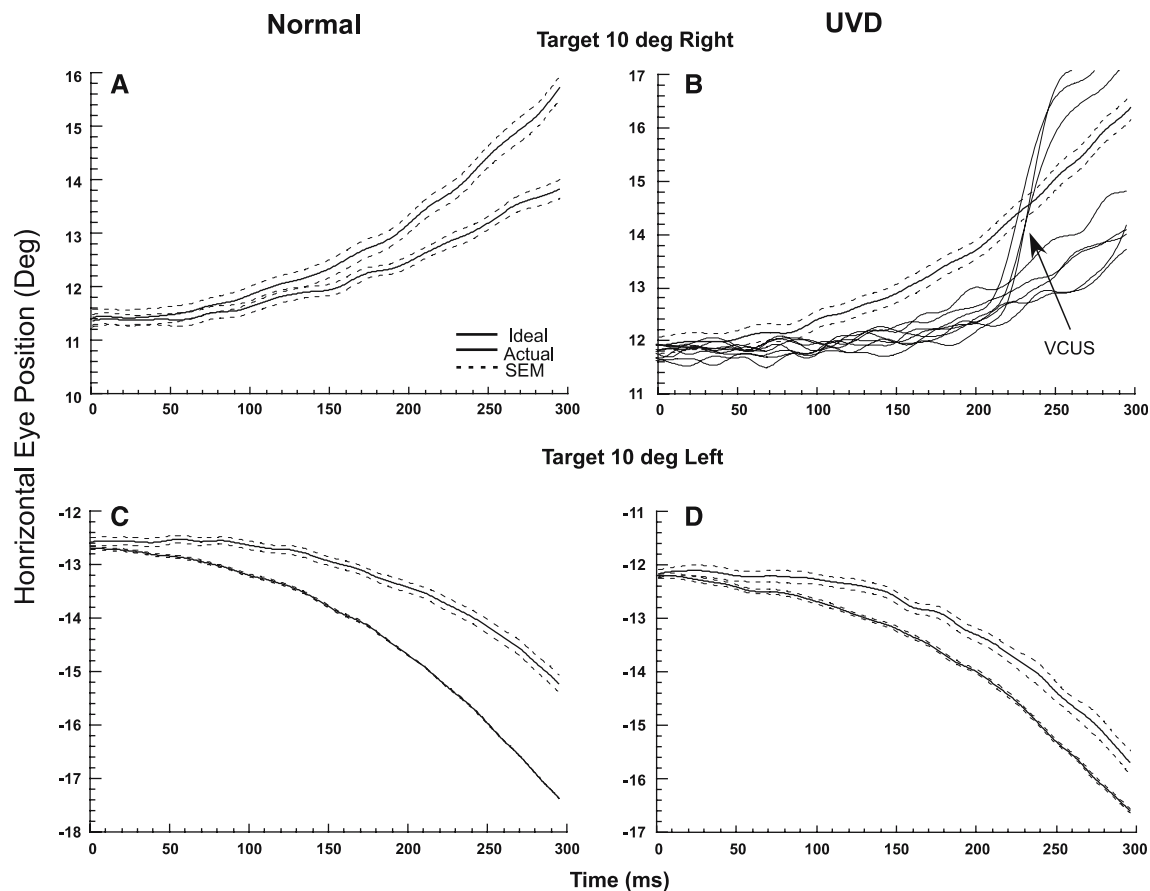 Normal
UVD
Target 10 deg Right
A
B
16
15
14
13
12
11
10
17
16
15
14
13
12
11
Ideal
Actual
SEM
VCUS
0 50 100 150 200 250 300
0 50 100 150 200 250 300
Target 10 deg Left
C
D
-12
-13
-14
-15
-16
-17
-18
-11
-12
-13
-14
-15
-16
-17
0 50 100 150 200 250 300
0 50 100 150 200 250 300
Honrizontal Eye Position (Deg)
Time (ms)